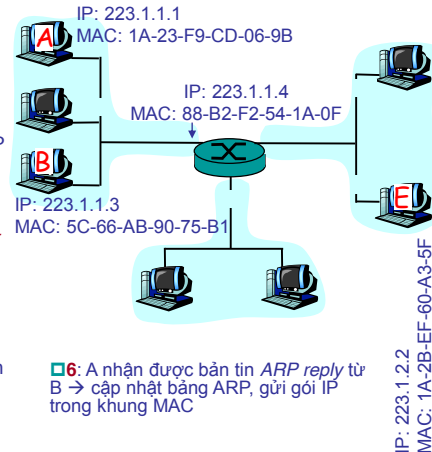 IP: 223.1.1.1
A
MAC: 1A-23-F9-CD-06-9B
IP: 223.1.1.4
MAC: 88-B2-F2-54-1A-0F
B
E
IP: 223.1.1.3
MAC: 5C-66-AB-90-75-B1
IP: 223.1.2.2
MAC: 1A-2B-EF-60-A3-5F
6: A nhận được bản tin ARP reply từ
B → cập nhật bảng ARP, gửi gói IP
trong khung MAC